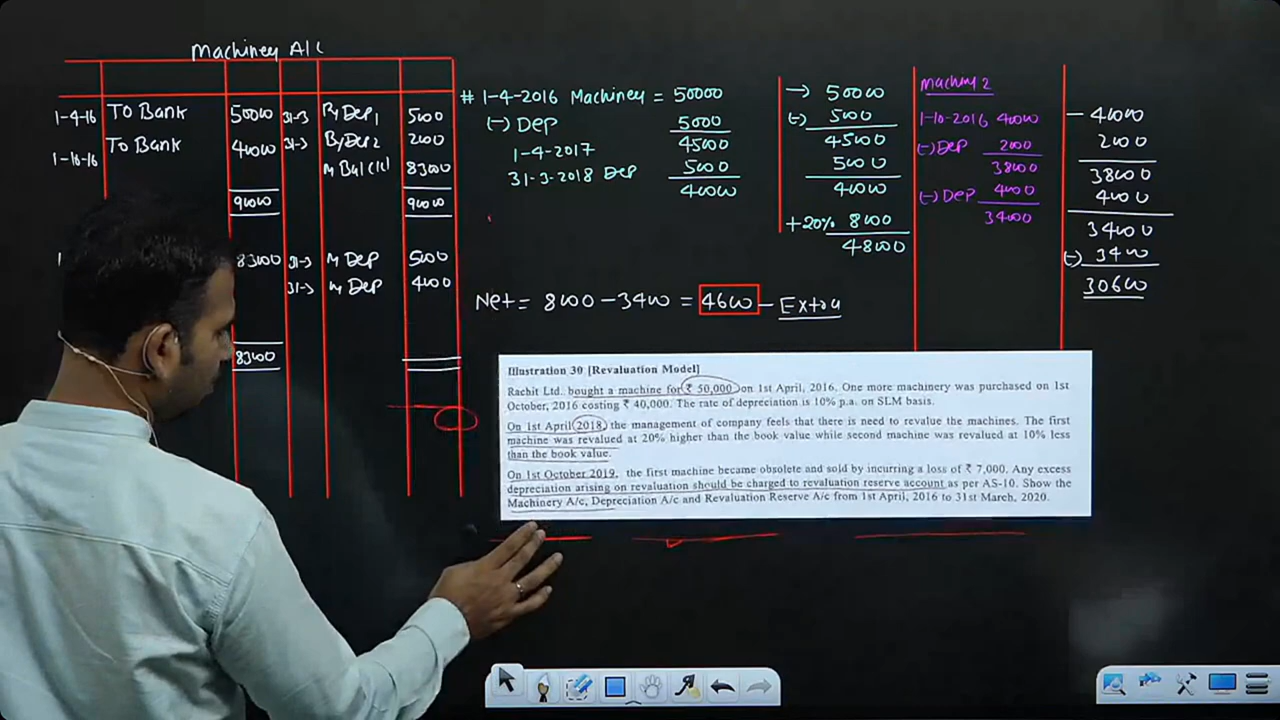 Machinery A/C
1-4-16 To Bank 50000 31-3 By Dep1 5000
1-10-16 To Bank 40000 31-3 By Dep2 2000
By Bal C/d 83000
90000 90000
83000 31-3 By Dep 5000
31-3 By Dep 4000
83000
# 1-4-2016 Machinery = 50000
(-) Dep 5000
1-4-2017 45000
31-3-2018 Dep 5000
40000
→ 50000
(-) 5000
45000
5000
40000
+20% 8000
48000
Machinery 2
1-10-2016 40000
(-) Dep 2000
38000
(-) Dep 4000
34000
- 40000
2000
38000
4000
34000
(-) 3400
30600
Net = 8000 - 3400 = 4600 - Extra
Illustration 30 [Revaluation Model]
Rachit Ltd. bought a machine for ₹ 50,000 on 1st April, 2016. One more machinery was purchased on 1st
October, 2016 costing ₹ 40,000. The rate of depreciation is 10% p.a. on SLM basis.
On 1st April 2018, the management of company feels that there is need to revalue the machines. The first
machine was revalued at 20% higher than the book value while second machine was revalued at 10% less
than the book value.
On 1st October 2019, the first machine became obsolete and sold by incurring a loss of ₹ 7,000. Any excess
depreciation arising on revaluation should be charged to revaluation reserve account as per AS-10. Show the
Machinery A/c, Depreciation A/c and Revaluation Reserve A/c from 1st April, 2016 to 31st March, 2020.